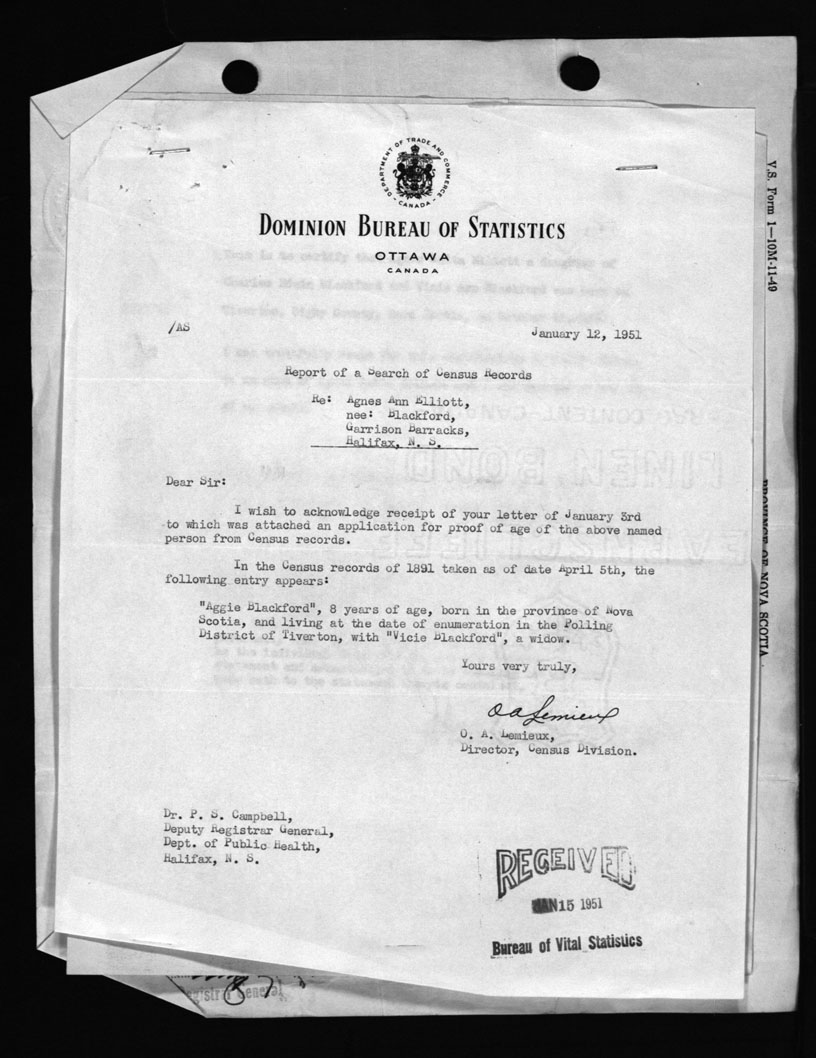 DEPARTMENT OF TRADE AND COMMERCE
CANADA
DOMINION BUREAU OF STATISTICS
OTTAWA
CANADA
/AS
January 12, 1951
Report of a Search of Census Records
Re: Agnes Ann Elliott,
nee: Blackford,
Garrison Barracks,
Halifax, N. S.
Dear Sir:
I wish to acknowledge receipt of your letter of January 3rd
to which was attached an application for proof of age of the above named
person from Census records.
In the Census records of 1891 taken as of date April 5th, the
following entry appears:
"Aggie Blackford", 8 years of age, born in the province of Nova
Scotia, and living at the date of enumeration in the Polling
District of Tiverton, with "Vicie Blackford", a widow.
Yours very truly,
O A Lemieux
O. A. Lemieux,
Director, Census Division.
Dr. P. S. Campbell,
Deputy Registrar General,
Dept. of Public Health,
Halifax, N. S.
RECEIVED
JAN 15 1951
Bureau of Vital Statistics
V.S. Form 1—10M-11-49
PROVINCE OF NOVA SCOTIA
General